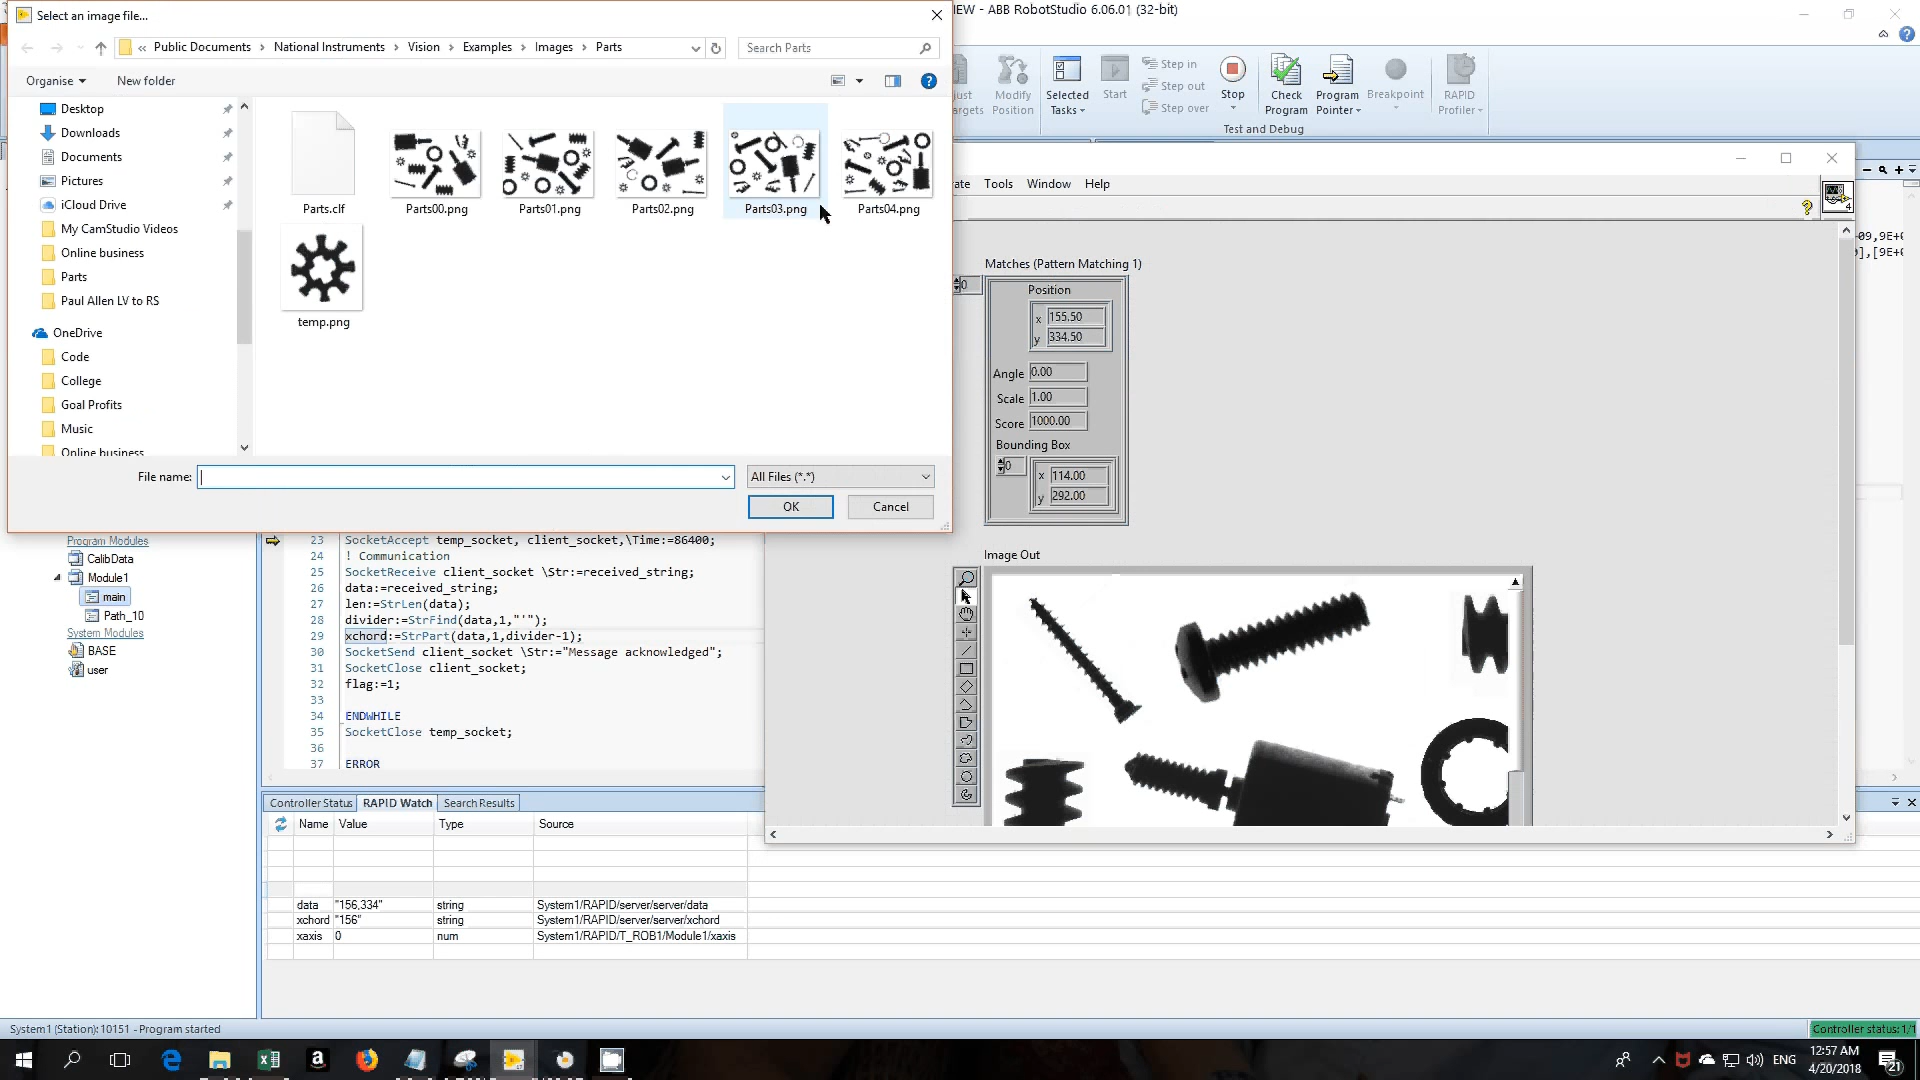 Select an image file...
IEW - ABB RobotStudio 6.06.01 (32-bit)
« Public Documents > National Instruments > Vision > Examples > Images > Parts
Search Parts
Organise
New folder
Desktop
Downloads
Documents
Pictures
iCloud Drive
My CamStudio Videos
Online business
Parts
Paul Allen LV to RS
OneDrive
Code
College
Goal Profits
Music
Online business
Parts.clf
Parts00.png
Parts01.png
Parts02.png
Parts03.png
Parts04.png
temp.png
File name:
All Files (*.*)
OK
Cancel
Modify
Position
Selected
Tasks
Start
Step in
Step out
Step over
Stop
Check
Program
Program
Pointer
Breakpoint
RAPID
Profiler
Test and Debug
ate Tools Window Help
4
Matches (Pattern Matching 1)
0
Position
x 155.50
y 334.50
Angle 0.00
Scale 1.00
Score 1000.00
Bounding Box
0
x 114.00
y 292.00
Image Out
Program Modules
CalibData
Module1
main
Path_10
System Modules
BASE
user
23 SocketAccept temp_socket, client_socket,\Time:=86400;
24 ! Communication
25 SocketReceive client_socket \Str:=received_string;
26 data:=received_string;
27 len:=StrLen(data);
28 divider:=StrFind(data,1,"'");
29 xchord:=StrPart(data,1,divider-1);
30 SocketSend client_socket \Str:="Message acknowledged";
31 SocketClose client_socket;
32 flag:=1;
33
34 ENDWHILE
35 SocketClose temp_socket;
36
37 ERROR
Controller Status RAPID Watch Search Results
Name Value Type Source
data "156,334" string System1/RAPID/server/server/data
xchord "156" string System1/RAPID/server/server/xchord
xaxis 0 num System1/RAPID/T_ROB1/Module1/xaxis
System1 (Station): 10151 - Program started
Controller status: 1/1
ENG
12:57 AM
4/20/2018
21